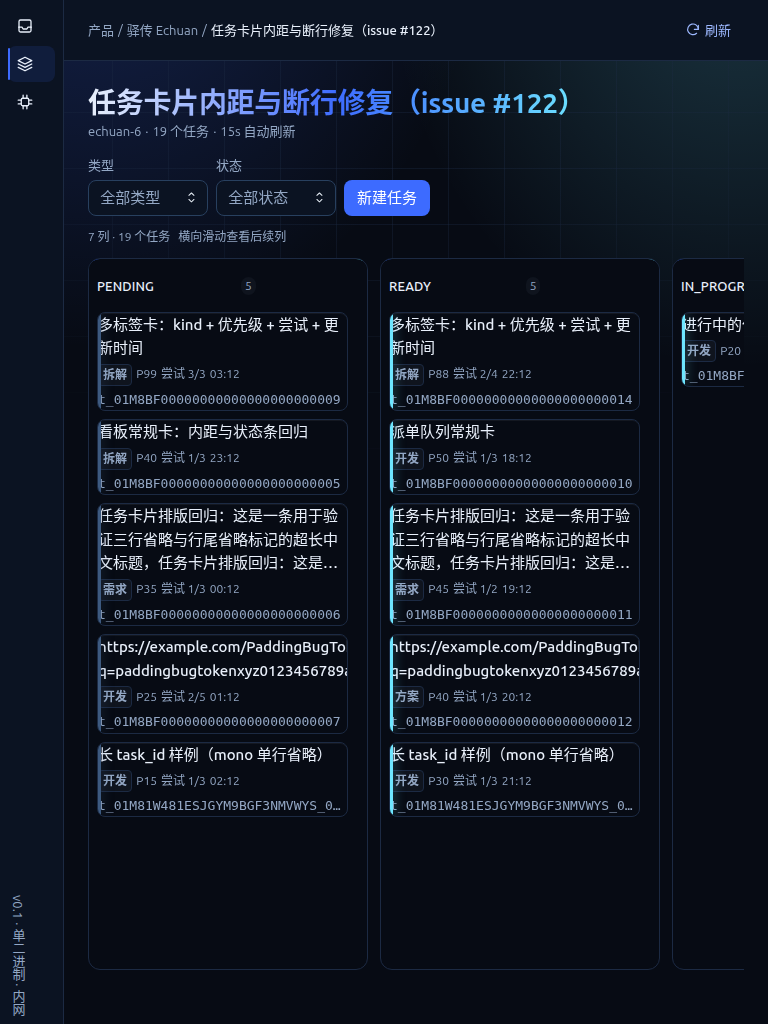 产品 / 驿传 Echuan / 任务卡片内距与断行修复（issue #122）
刷新
任务卡片内距与断行修复（issue #122）
echuan-6 · 19 个任务 · 15s 自动刷新
类型
状态
全部类型
全部状态
新建任务
7 列 · 19 个任务 横向滑动查看后续列
PENDING 5
多标签卡：kind + 优先级 + 尝试 + 更
新时间
拆解 P99 尝试 3/3 03:12
t_01M8BF00000000000000000000009
看板常规卡：内距与状态条回归
拆解 P40 尝试 1/3 23:12
t_01M8BF00000000000000000000005
任务卡片排版回归：这是一条用于验
证三行省略与行尾省略标记的超长中
文标题，任务卡片排版回归：这是…
需求 P35 尝试 1/3 00:12
t_01M8BF00000000000000000000006
https://example.com/PaddingBugTo
q=paddingbugtokenxyz0123456789a
开发 P25 尝试 2/5 01:12
t_01M8BF00000000000000000000007
长 task_id 样例（mono 单行省略）
开发 P15 尝试 1/3 02:12
t_01M81W481ESJGYM9BGF3NMVWYS_0…
READY 5
多标签卡：kind + 优先级 + 尝试 + 更
新时间
拆解 P88 尝试 2/4 22:12
t_01M8BF00000000000000000000014
派单队列常规卡
开发 P50 尝试 1/3 18:12
t_01M8BF00000000000000000000010
任务卡片排版回归：这是一条用于验
证三行省略与行尾省略标记的超长中
文标题，任务卡片排版回归：这是…
需求 P45 尝试 1/2 19:12
t_01M8BF00000000000000000000011
https://example.com/PaddingBugTo
q=paddingbugtokenxyz0123456789a
方案 P40 尝试 1/3 20:12
t_01M8BF00000000000000000000012
长 task_id 样例（mono 单行省略）
开发 P30 尝试 1/3 21:12
t_01M81W481ESJGYM9BGF3NMVWYS_0…
IN_PROGR
进行中的
开发 P20
t_01M8BF
v0.1 · 单二进制 · 内网